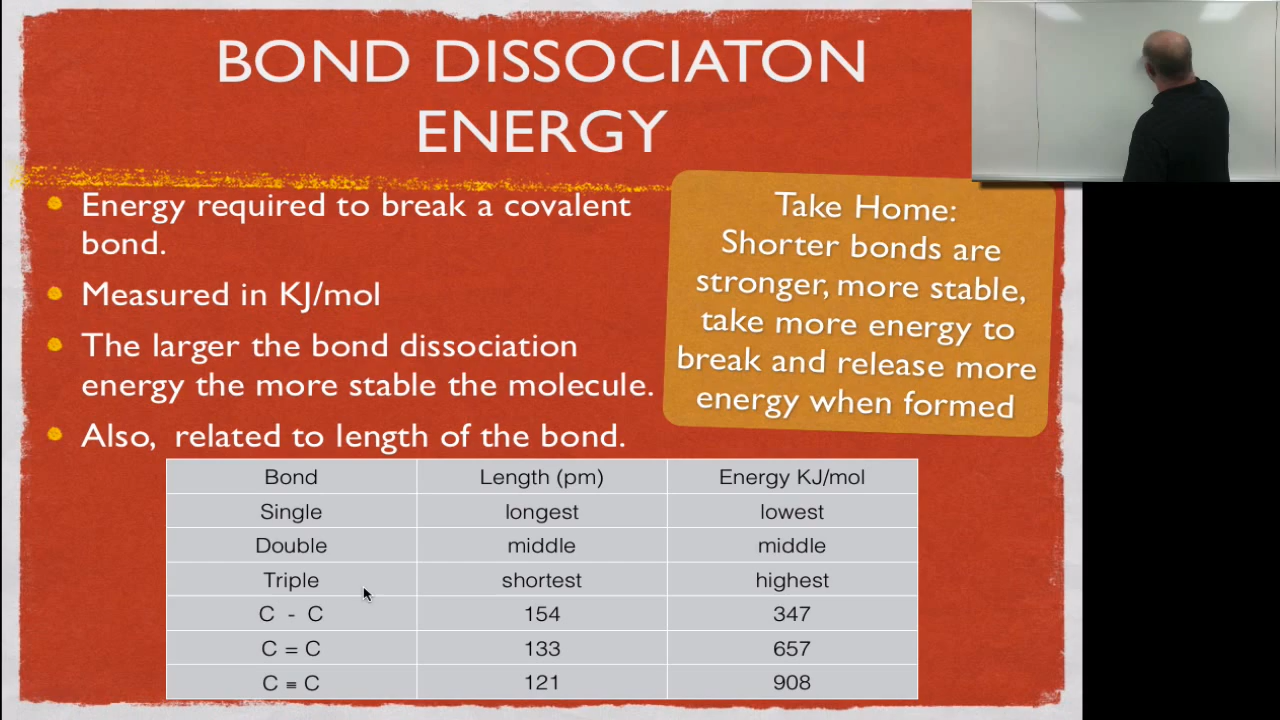 BOND DISSOCIATON
ENERGY
Energy required to break a covalent
bond.
Measured in KJ/mol
The larger the bond dissociation
energy the more stable the molecule.
Also, related to length of the bond.
Take Home:
Shorter bonds are
stronger, more stable,
take more energy to
break and release more
energy when formed
Bond Length (pm) Energy KJ/mol
Single longest lowest
Double middle middle
Triple shortest highest
C - C 154 347
C = C 133 657
C ≡ C 121 908